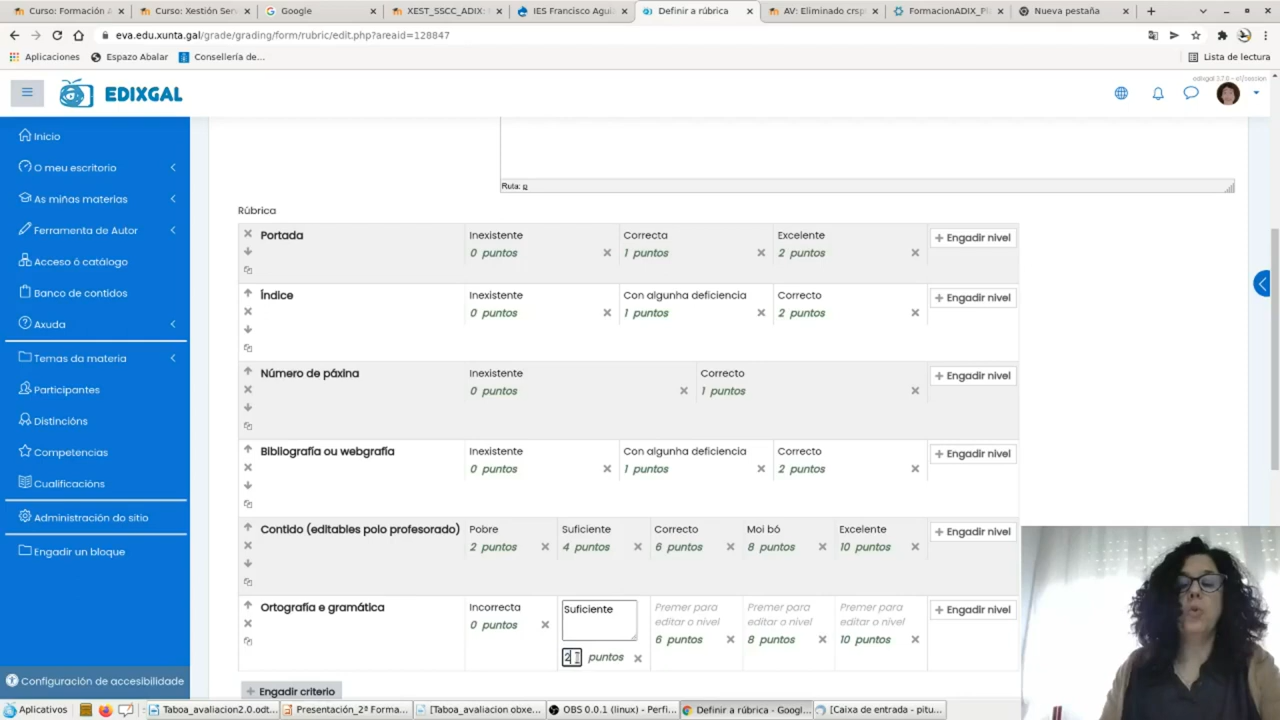 Curso: Formación A
Curso: Xestión Ser
Google
XEST_SSCC_ADIX:
IES Francisco Agui
Definir a rúbrica
AV: Eliminado crsp
FormacionADIX_Pl
Nueva pestaña
eva.edu.xunta.gal/grade/grading/form/rubric/edit.php?areaid=128847
Aplicaciones
Espazo Abalar
Consellería de...
Lista de lectura
EDIXGAL
Inicio
O meu escritorio
As miñas materias
Ferramenta de Autor
Acceso ó catálogo
Banco de contidos
Axuda
Temas da materia
Participantes
Distincións
Competencias
Cualificacións
Administración do sitio
Engadir un bloque
Configuración de accesibilidade
Ruta: p
Rúbrica
Portada
Inexistente
0 puntos
Correcta
1 puntos
Excelente
2 puntos
+ Engadir nivel
Índice
Inexistente
0 puntos
Con algunha deficiencia
1 puntos
Correcto
2 puntos
+ Engadir nivel
Número de páxina
Inexistente
0 puntos
Correcto
1 puntos
+ Engadir nivel
Bibliografía ou webgrafía
Inexistente
0 puntos
Con algunha deficiencia
1 puntos
Correcto
2 puntos
+ Engadir nivel
Contido (editables polo profesorado)
Pobre
2 puntos
Suficiente
4 puntos
Correcto
6 puntos
Moi bó
8 puntos
Excelente
10 puntos
+ Engadir nivel
Ortografía e gramática
Incorrecta
0 puntos
Suficiente
2 puntos
Premer para
editar o nivel
6 puntos
Premer para
editar o nivel
8 puntos
Premer para
editar o nivel
10 puntos
+ Engadir nivel
+ Engadir criterio
Aplicativos
Taboa_avaliacion2.0.odt...
Presentación_2ª Forma...
[Taboa_avaliacion obxe...
OBS 0.0.1 (linux) - Perfi...
Definir a rúbrica - Googl...
[Caixa de entrada - pitu...